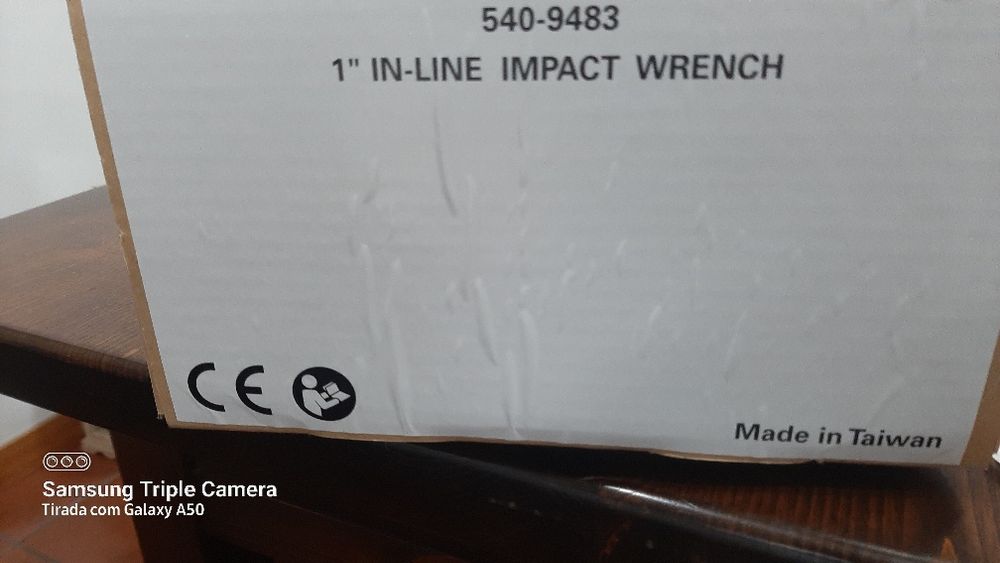 540-9483
1" IN-LINE IMPACT WRENCH
CE
Made in Taiwan
Samsung Triple Camera
Tirada com Galaxy A50